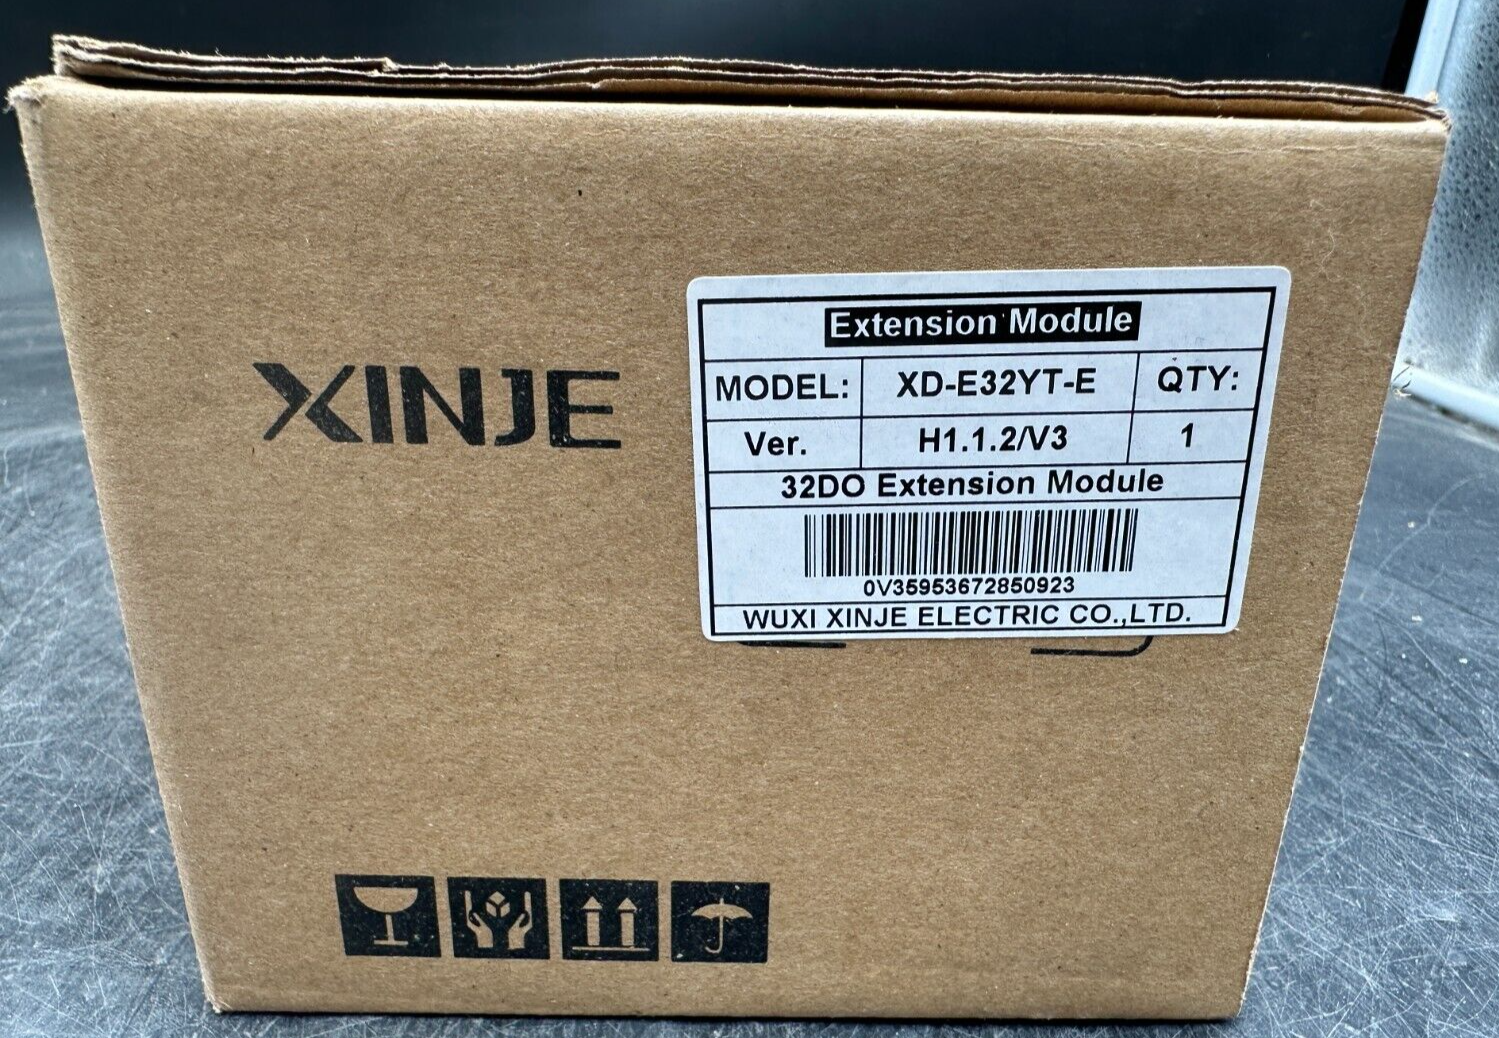 XINJE
Extension Module
MODEL: XD-E32YT-E QTY:
Ver. H1.1.2/V3 1
32DO Extension Module
0V35953672850923
WUXI XINJE ELECTRIC CO.,LTD.